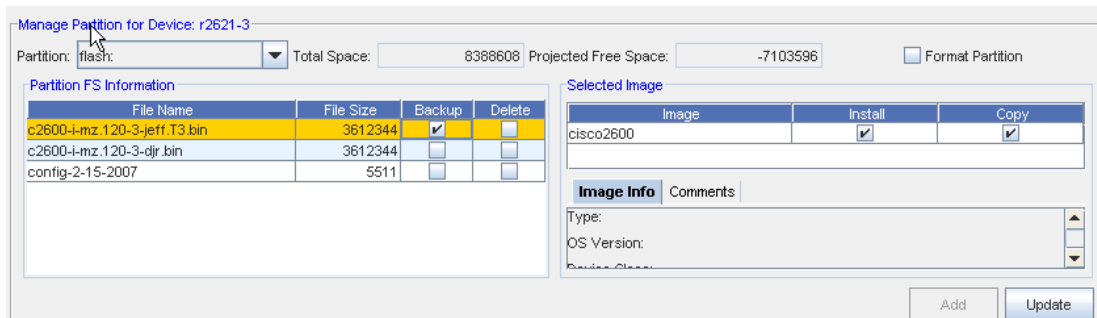 Manage Partition for Device: r2621-3
Partition: flash: Total Space: 8388608 Projected Free Space: -7103596 Format Partition
Partition FS Information
File Name File Size Backup Delete
c2600-i-mz.120-3-jeff.T3.bin 3612344
c2600-i-mz.120-3-djr.bin 3612344
config-2-15-2007 5511
Selected Image
Image Install Copy
cisco2600
Image Info Comments
Type:
OS Version:
Device Class:
Add Update